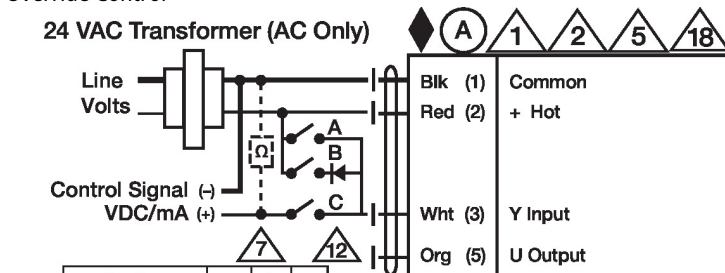 24 VAC Transformer (AC Only)
A
1
2
5
18
Line
Volts
Blk (1) Common
Red (2) + Hot
A
B
Ω
C
Control Signal (-)
VDC/mA (+)
Wht (3) Y Input
7
12
Org (5) U Output